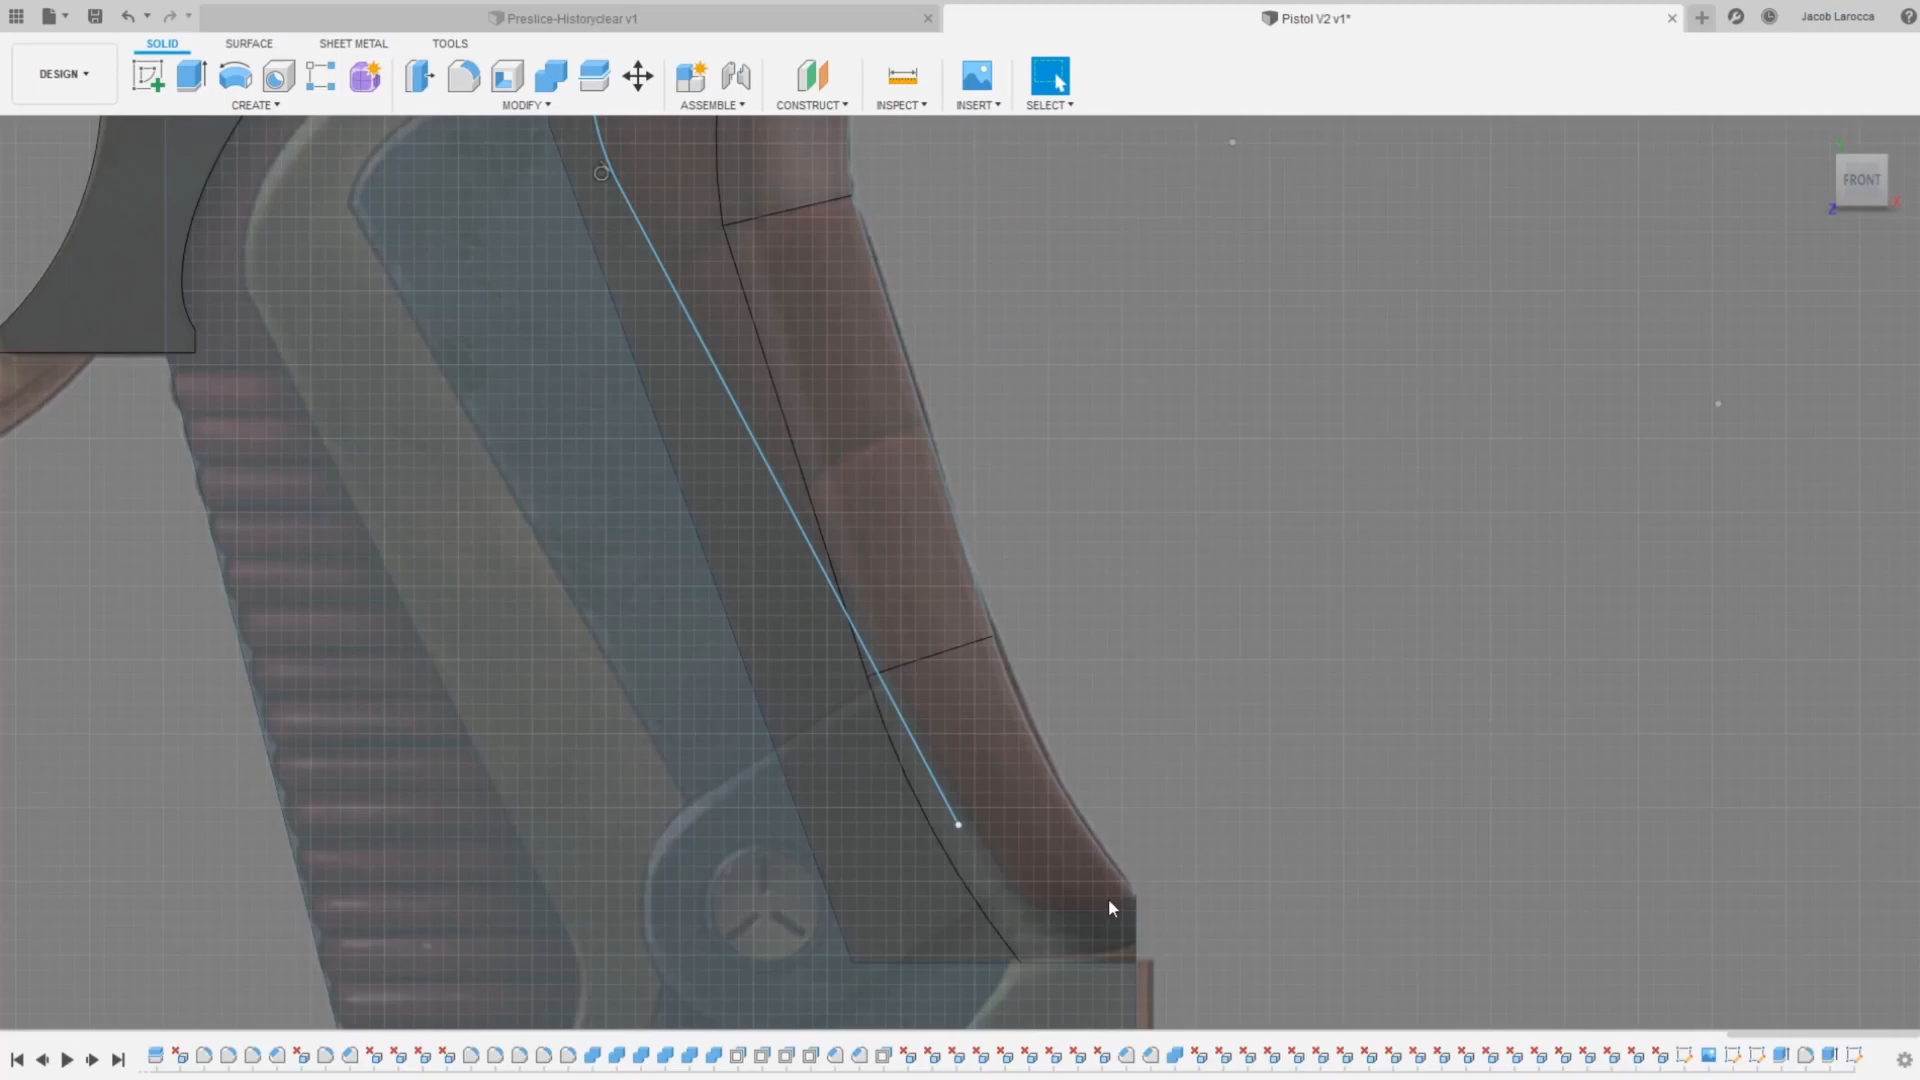 Preslice-Historyclear v1
Pistol V2 v1*
Jacob Larocca
DESIGN
SOLID
SURFACE
SHEET METAL
TOOLS
CREATE
MODIFY
ASSEMBLE
CONSTRUCT
INSPECT
INSERT
SELECT
Y
FRONT
Z
X